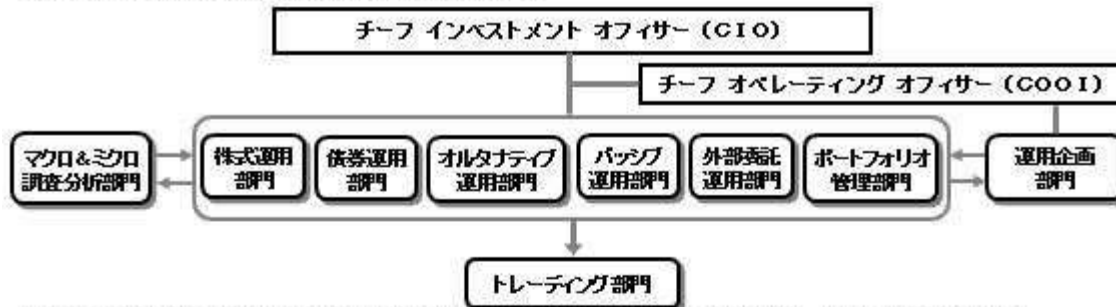 チーフ インベストメント オフィサー (CIO)
チーフ オペレーティング オフィサー (COOI)
マクロ&ミクロ
調査分析部門
株式運用
部門
債券運用
部門
オルタナティブ
運用部門
パッシブ
運用部門
外部委託
運用部門
ポートフォリオ
管理部門
運用企画
部門
トレーディング部門